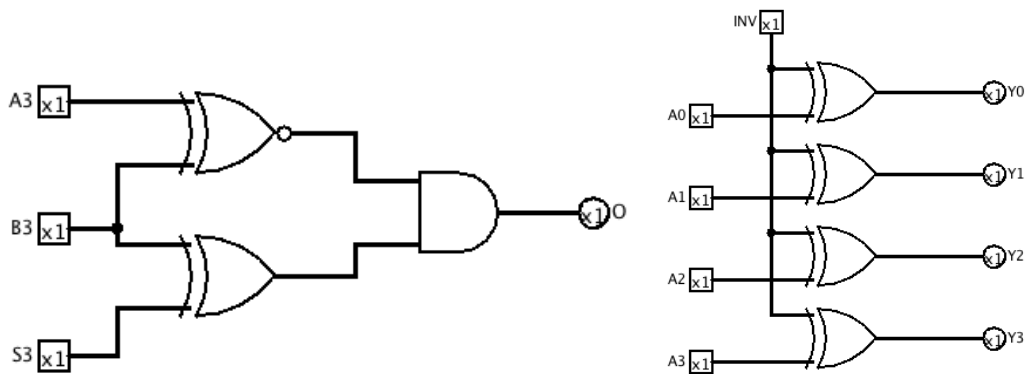 A3 x1
B3 x1
S3 x1
x1 O
INV x1
A0 x1
A1 x1
A2 x1
A3 x1
x1 Y0
x1 Y1
x1 Y2
x1 Y3